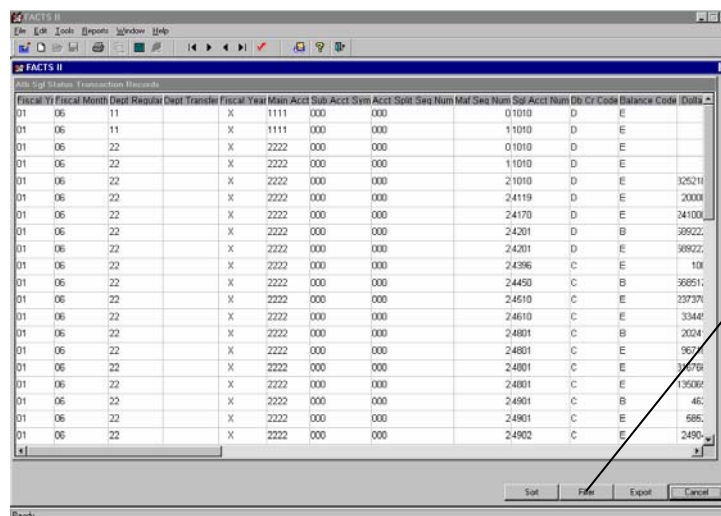 FACTS II
File Edit Tools Reports Window Help
FACTS II
Atb Sgl Status Transaction Records
Fiscal Yr Fiscal Month Dept Regular Dept Transfer Fiscal Year Main Acct Sub Acct Sym Acct Split Seq Num Maf Seq Num Sgl Acct Num Db Cr Code Balance Code Dolla
01 06 11 X 1111 000 000 0 1010 D E
01 06 11 X 1111 000 000 1 1010 D E
01 06 22 X 2222 000 000 0 1010 D E
01 06 22 X 2222 000 000 1 1010 D E
01 06 22 X 2222 000 000 2 1010 D E
01 06 22 X 2222 000 000 2 4119 D E
01 06 22 X 2222 000 000 2 4170 D E
01 06 22 X 2222 000 000 2 4201 D B
01 06 22 X 2222 000 000 2 4201 D E
01 06 22 X 2222 000 000 2 4396 C E
01 06 22 X 2222 000 000 2 4450 C B
01 06 22 X 2222 000 000 2 4510 C E
01 06 22 X 2222 000 000 2 4610 C E
01 06 22 X 2222 000 000 2 4801 C B
01 06 22 X 2222 000 000 2 4801 C E
01 06 22 X 2222 000 000 2 4801 C E
01 06 22 X 2222 000 000 2 4801 C E
01 06 22 X 2222 000 000 2 4901 C B
01 06 22 X 2222 000 000 2 4901 C E
01 06 22 X 2222 000 000 2 4902 C E
Sort Filter Export Cancel
Ready